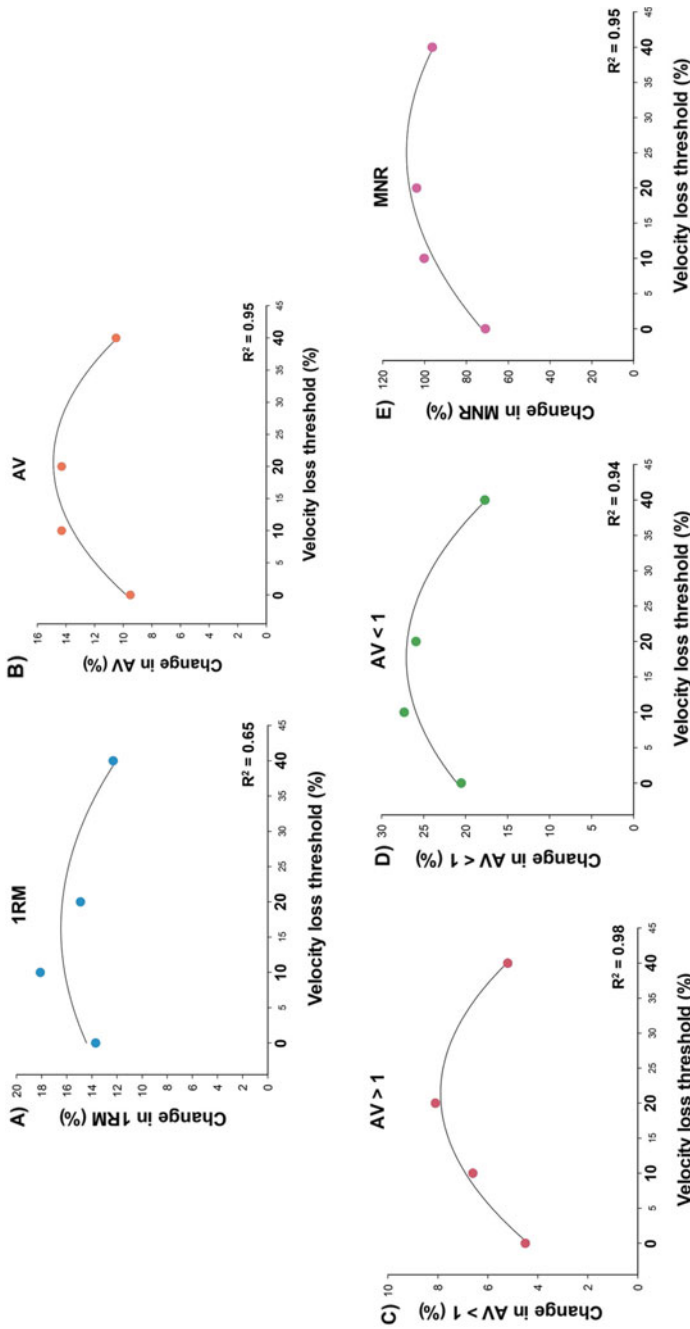 A)
1RM
Change in 1RM (%)
20
18
16
14
12
10
8
6
4
2
0
0 5 10 15 20 25 30 35 40 45
R² = 0.65
Velocity loss threshold (%)
B)
AV
Change in AV (%)
16
14
12
10
8
6
4
2
0
0 5 10 15 20 25 30 35 40 45
R² = 0.95
Velocity loss threshold (%)
C)
AV > 1
Change in AV > 1 (%)
10
8
6
4
2
0
0 5 10 15 20 25 30 35 40 45
R² = 0.98
Velocity loss threshold (%)
D)
AV < 1
Change in AV < 1 (%)
30
25
20
15
10
5
0
0 5 10 15 20 25 30 35 40 45
R² = 0.94
Velocity loss threshold (%)
E)
MNR
Change in MNR (%)
120
100
80
60
40
20
0
0 5 10 15 20 25 30 35 40 45
R² = 0.95
Velocity loss threshold (%)